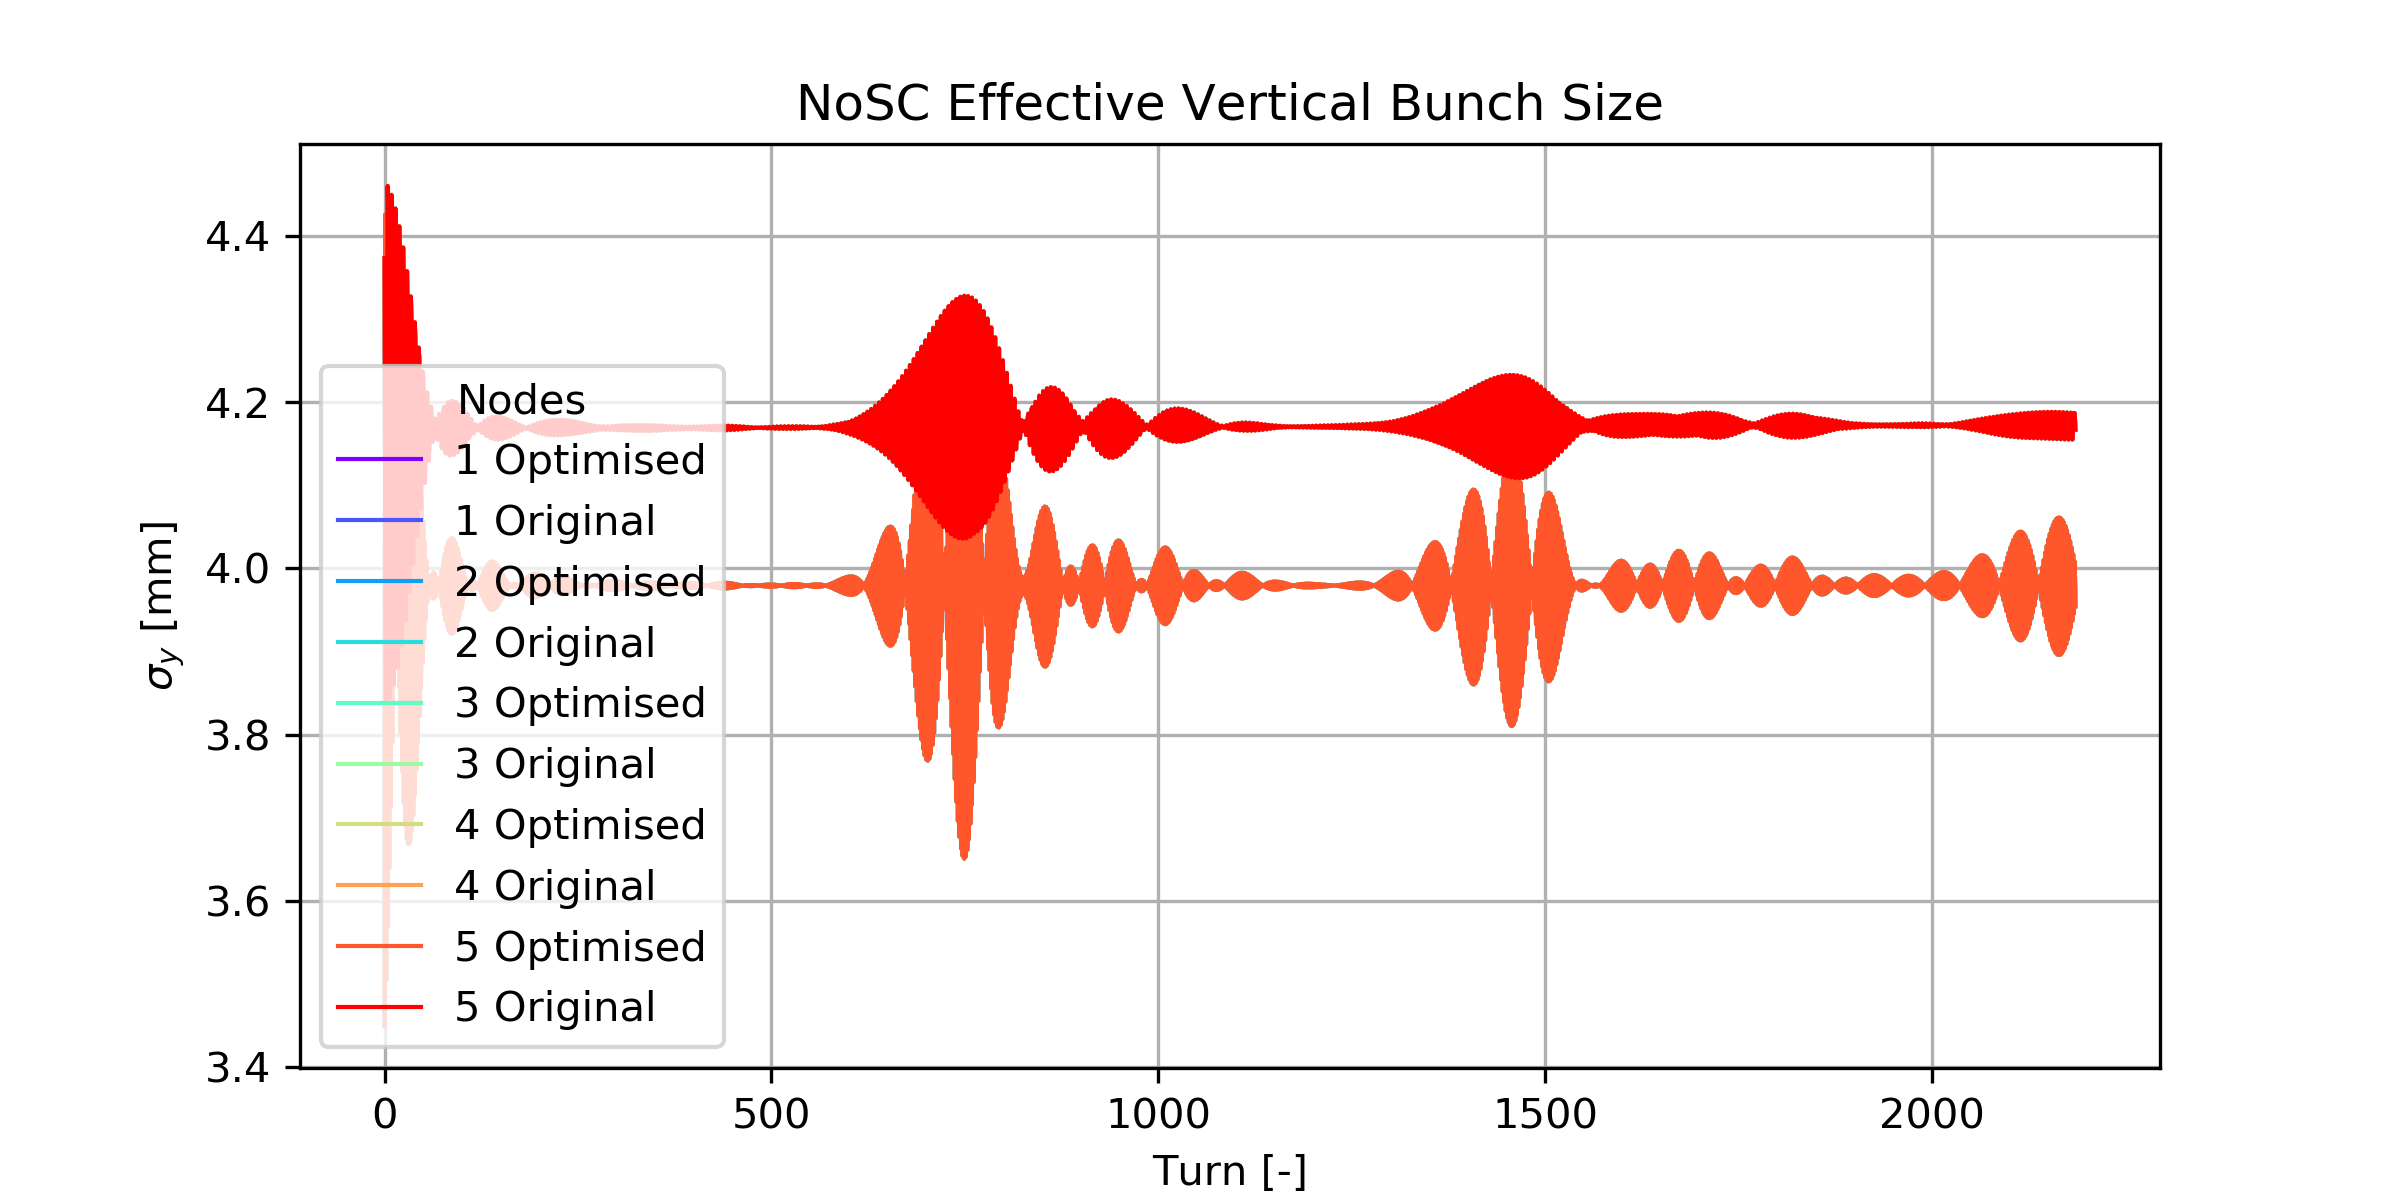 NoSC Effective Vertical Bunch Size
σy [mm]
4.4
4.2
4.0
3.8
3.6
3.4
Nodes
1 Optimised
1 Original
2 Optimised
2 Original
3 Optimised
3 Original
4 Optimised
4 Original
5 Optimised
5 Original
0 500 1000 1500 2000
Turn [-]